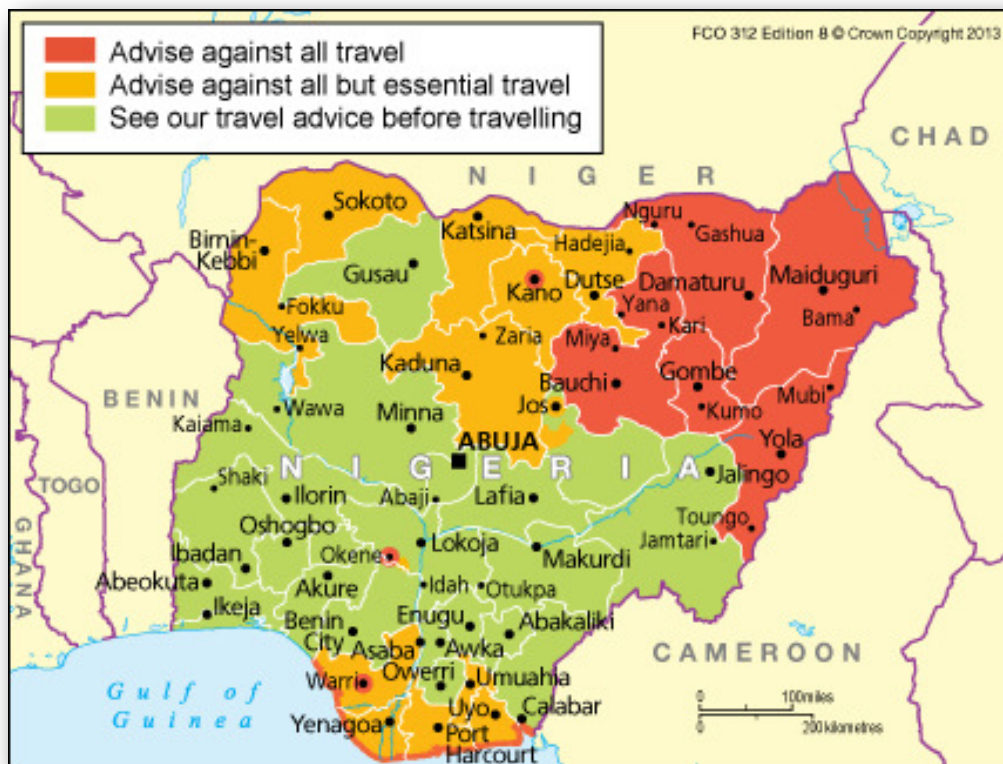 FCO 312 Edition 8 © Crown Copyright 2013
Advise against all travel
Advise against all but essential travel
See our travel advice before travelling
CHAD
NIGER
Sokoto
Katsina
Nguru
Gashua
Birnin-
Kebbi
Hadejia
Gusau
Kano
Dutse
Damaturu
Maiduguri
Fokku
Yana
Bama
Yelwa
Zaria
Miya
Kari
Kaduna
Bauchi
Gombe
Mubi
BENIN
Wawa
Minna
Jos
Kumo
Kaiama
ABUJA
Yola
NIGERIA
Jalingo
TOGO
Shaki
Ilorin
Abaji
Lafia
GHANA
Oshogbo
Toungo
Ibadan
Okene
Lokoja
Makurdi
Jamtari
Abeokuta
Akure
Idah
Otukpa
Ikeja
Benin
City
Enugu
Abakaliki
Asaba
Awka
CAMEROON
Owerri
Umuahia
Warri
Gulf of
Guinea
Yenagoa
Uyo
Calabar
Port
Harcourt
0 100miles
0 200kilometres